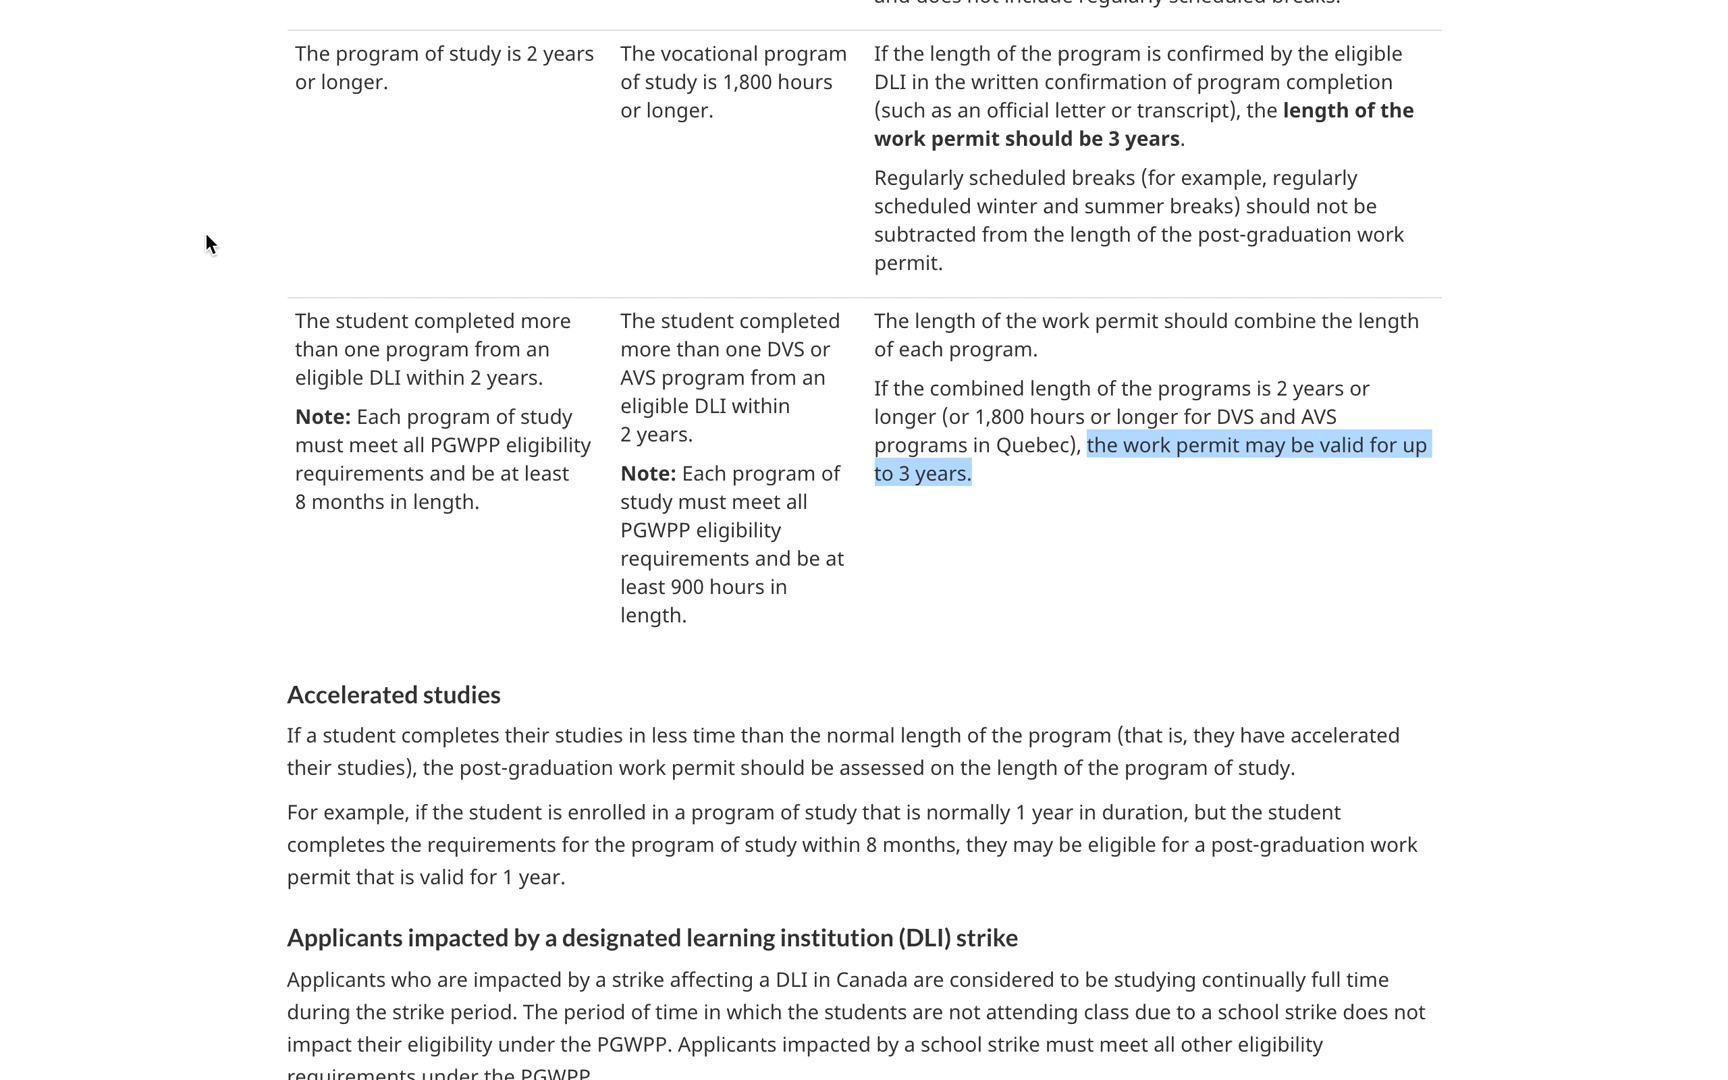 and does not include regularly scheduled breaks.
The program of study is 2 years
or longer.
The vocational program
of study is 1,800 hours
or longer.
If the length of the program is confirmed by the eligible
DLI in the written confirmation of program completion
(such as an official letter or transcript), the length of the
work permit should be 3 years.
Regularly scheduled breaks (for example, regularly
scheduled winter and summer breaks) should not be
subtracted from the length of the post-graduation work
permit.
The student completed more
than one program from an
eligible DLI within 2 years.
Note: Each program of study
must meet all PGWPP eligibility
requirements and be at least
8 months in length.
The student completed
more than one DVS or
AVS program from an
eligible DLI within
2 years.
Note: Each program of
study must meet all
PGWPP eligibility
requirements and be at
least 900 hours in
length.
The length of the work permit should combine the length
of each program.
If the combined length of the programs is 2 years or
longer (or 1,800 hours or longer for DVS and AVS
programs in Quebec), the work permit may be valid for up
to 3 years.
Accelerated studies
If a student completes their studies in less time than the normal length of the program (that is, they have accelerated
their studies), the post-graduation work permit should be assessed on the length of the program of study.
For example, if the student is enrolled in a program of study that is normally 1 year in duration, but the student
completes the requirements for the program of study within 8 months, they may be eligible for a post-graduation work
permit that is valid for 1 year.
Applicants impacted by a designated learning institution (DLI) strike
Applicants who are impacted by a strike affecting a DLI in Canada are considered to be studying continually full time
during the strike period. The period of time in which the students are not attending class due to a school strike does not
impact their eligibility under the PGWPP. Applicants impacted by a school strike must meet all other eligibility
requirements under the PGWPP.